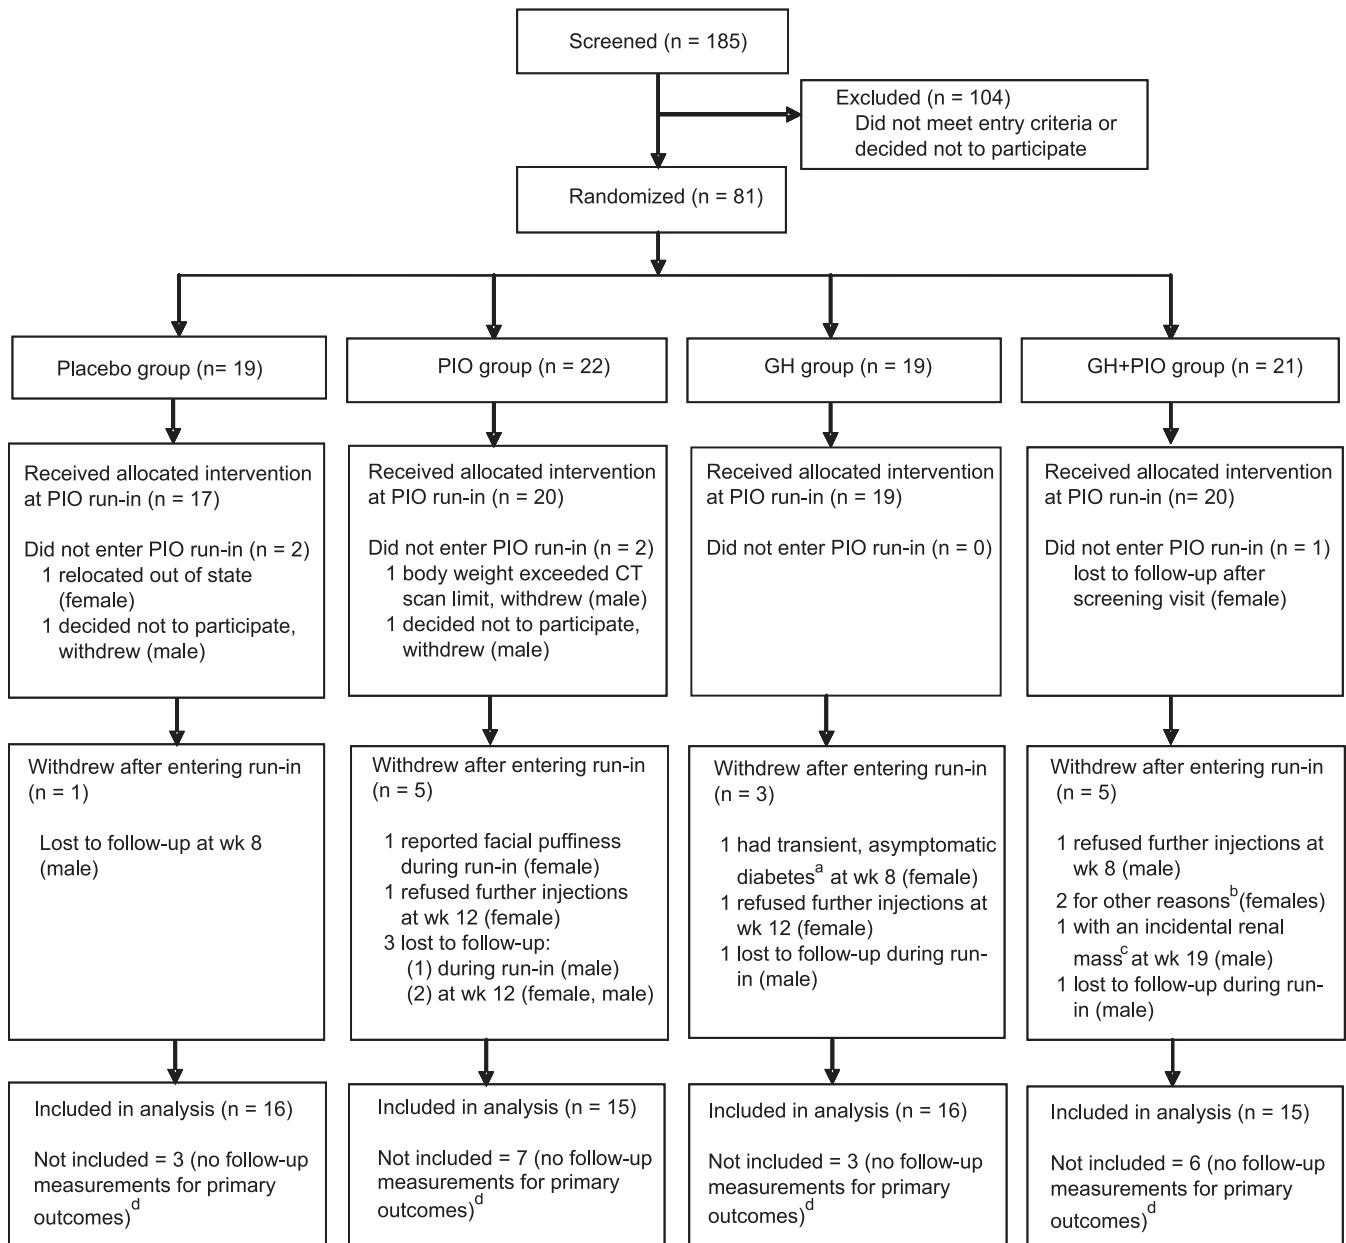 Screened (n = 185)
Excluded (n = 104)
Did not meet entry criteria or
decided not to participate
Randomized (n = 81)
Placebo group (n= 19)
PIO group (n = 22)
GH group (n = 19)
GH+PIO group (n = 21)
Received allocated intervention
at PIO run-in (n = 17)
Did not enter PIO run-in (n = 2)
1 relocated out of state
(female)
1 decided not to participate,
withdrew (male)
Received allocated intervention
at PIO run-in (n = 20)
Did not enter PIO run-in (n = 2)
1 body weight exceeded CT
scan limit, withdrew (male)
1 decided not to participate,
withdrew (male)
Received allocated intervention
at PIO run-in (n = 19)
Did not enter PIO run-in (n = 0)
Received allocated intervention
at PIO run-in (n= 20)
Did not enter PIO run-in (n = 1)
lost to follow-up after
screening visit (female)
Withdrew after entering run-in
(n = 1)
Lost to follow-up at wk 8
(male)
Withdrew after entering run-in
(n = 5)
1 reported facial puffiness
during run-in (female)
1 refused further injections
at wk 12 (female)
3 lost to follow-up:
(1) during run-in (male)
(2) at wk 12 (female, male)
Withdrew after entering run-in
(n = 3)
1 had transient, asymptomatic
diabetesa at wk 8 (female)
1 refused further injections at
wk 12 (female)
1 lost to follow-up during run-
in (male)
Withdrew after entering run-in
(n = 5)
1 refused further injections at
wk 8 (male)
2 for other reasonsb (females)
1 with an incidental renal
massc at wk 19 (male)
1 lost to follow-up during run-
in (male)
Included in analysis (n = 16)
Not included = 3 (no follow-up
measurements for primary
outcomes)d
Included in analysis (n = 15)
Not included = 7 (no follow-up
measurements for primary
outcomes)d
Included in analysis (n = 16)
Not included = 3 (no follow-up
measurements for primary
outcomes)d
Included in analysis (n = 15)
Not included = 6 (no follow-up
measurements for primary
outcomes)d